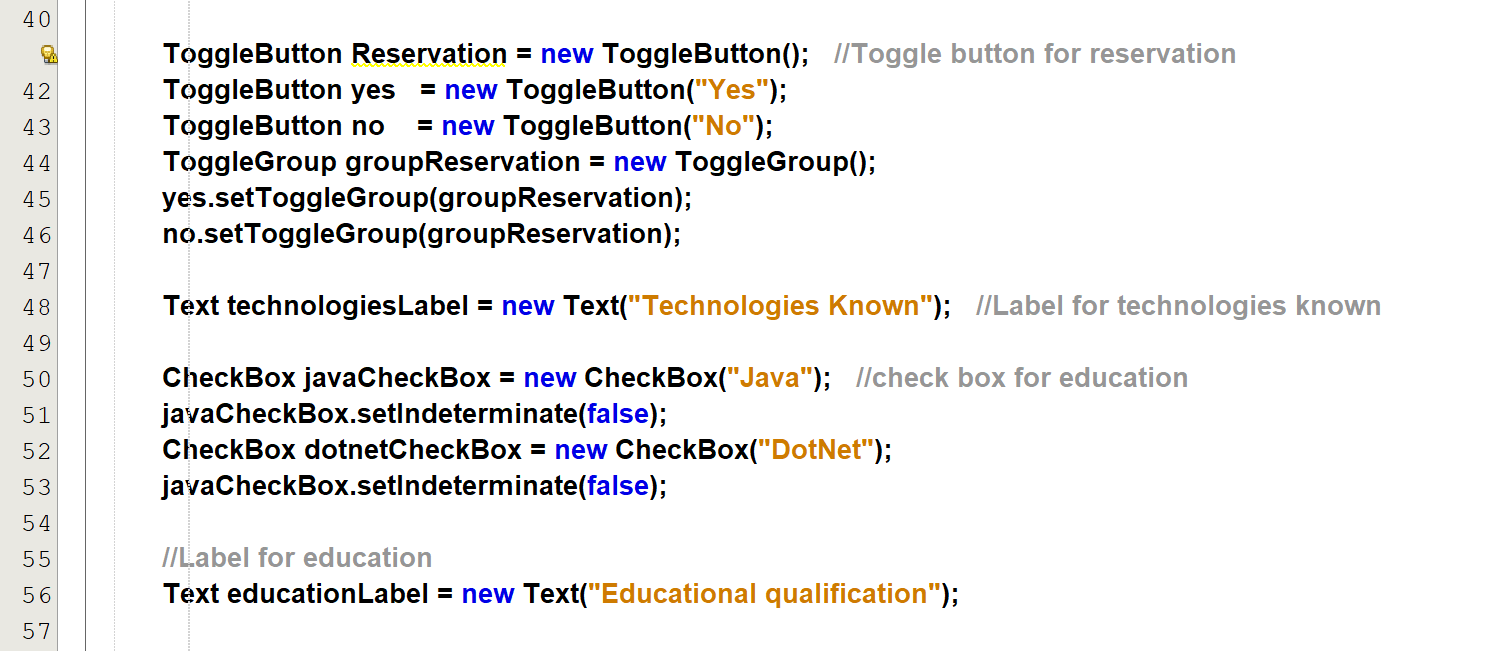 40
ToggleButton Reservation = new ToggleButton();   //Toggle button for reservation
42 ToggleButton yes   = new ToggleButton("Yes");
43 ToggleButton no    = new ToggleButton("No");
44 ToggleGroup groupReservation = new ToggleGroup();
45 yes.setToggleGroup(groupReservation);
46 no.setToggleGroup(groupReservation);
47
48 Text technologiesLabel = new Text("Technologies Known");   //Label for technologies known
49
50 CheckBox javaCheckBox = new CheckBox("Java");   //check box for education
51 javaCheckBox.setIndeterminate(false);
52 CheckBox dotnetCheckBox = new CheckBox("DotNet");
53 javaCheckBox.setIndeterminate(false);
54
55 //Label for education
56 Text educationLabel = new Text("Educational qualification");
57